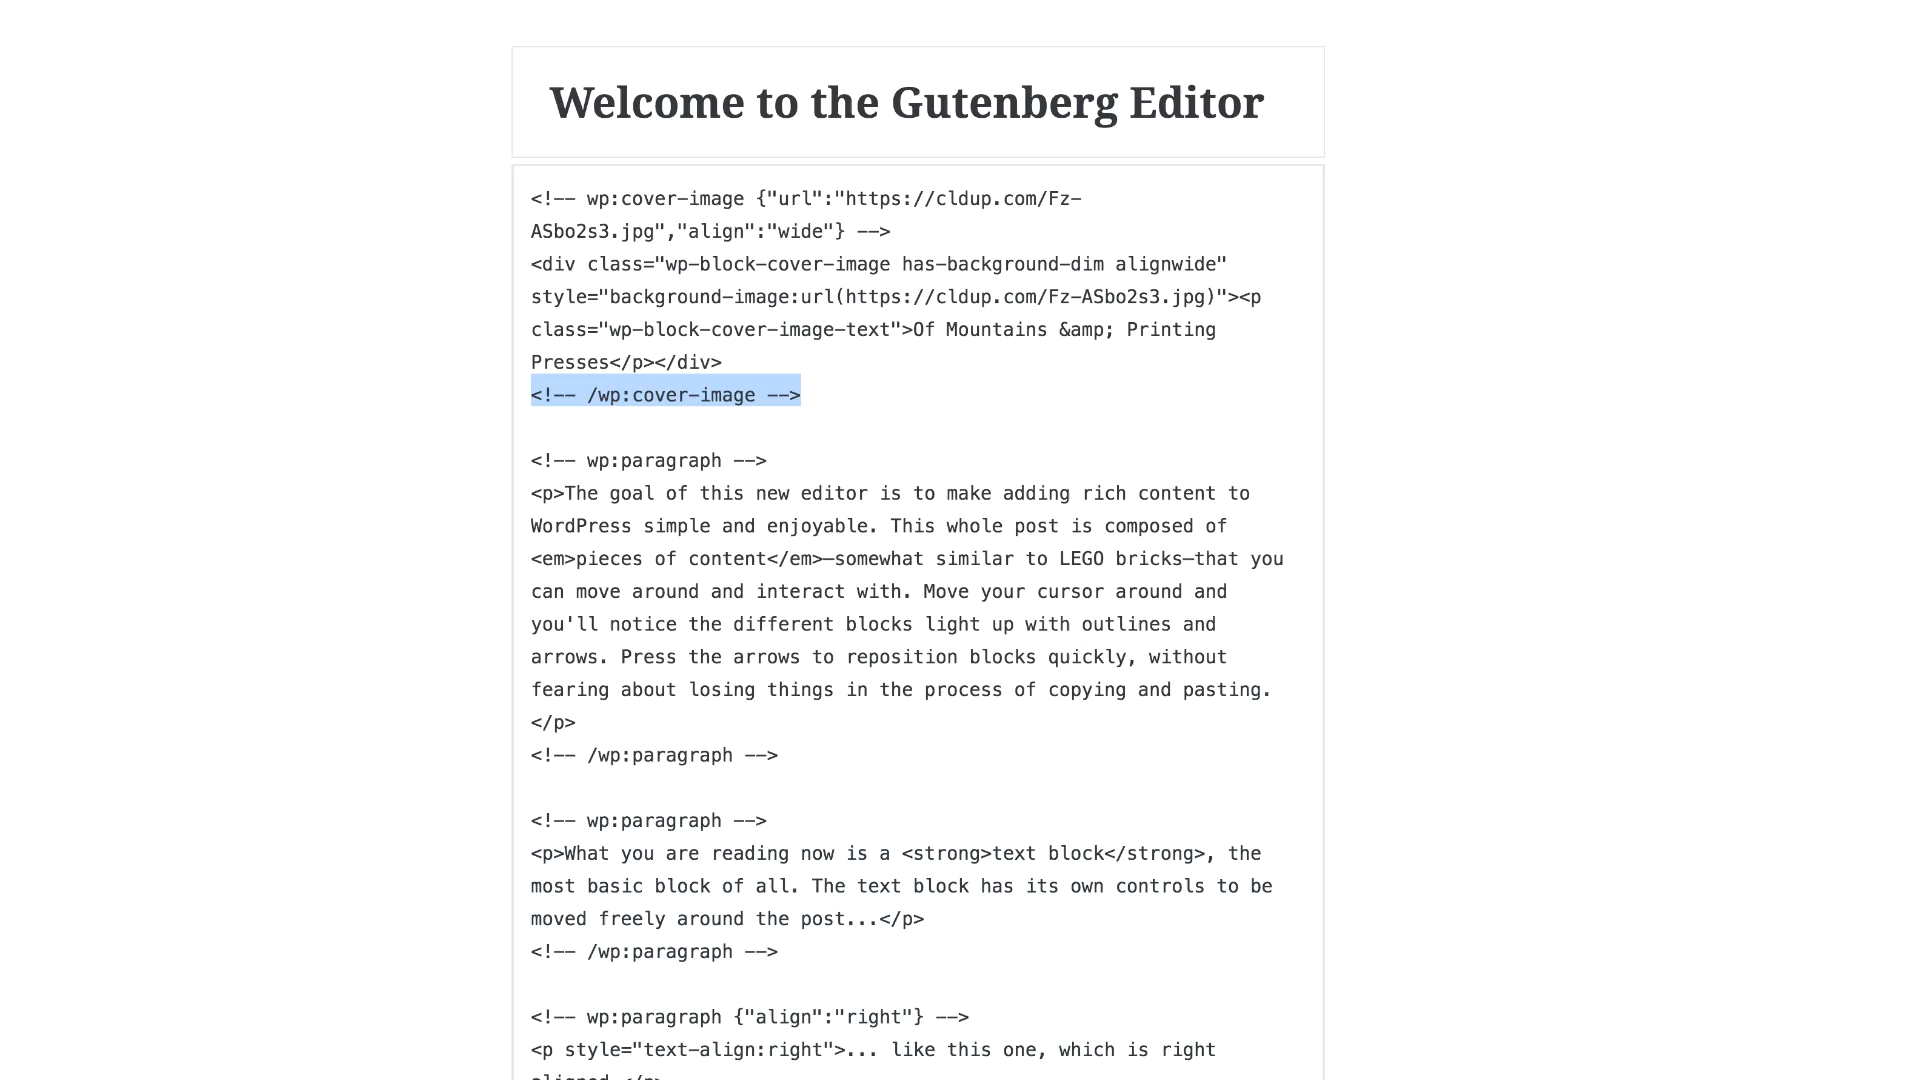 Welcome to the Gutenberg Editor
<!-- wp:cover-image {"url":"https://cldup.com/Fz-
ASbo2s3.jpg","align":"wide"} -->
<div class="wp-block-cover-image has-background-dim alignwide"
style="background-image:url(https://cldup.com/Fz-ASbo2s3.jpg)"><p
class="wp-block-cover-image-text">Of Mountains &amp; Printing
Presses</p></div>
<!-- /wp:cover-image -->
<!-- wp:paragraph -->
<p>The goal of this new editor is to make adding rich content to
WordPress simple and enjoyable. This whole post is composed of
<em>pieces of content</em>—somewhat similar to LEGO bricks—that you
can move around and interact with. Move your cursor around and
you'll notice the different blocks light up with outlines and
arrows. Press the arrows to reposition blocks quickly, without
fearing about losing things in the process of copying and pasting.
</p>
<!-- /wp:paragraph -->
<!-- wp:paragraph -->
<p>What you are reading now is a <strong>text block</strong>, the
most basic block of all. The text block has its own controls to be
moved freely around the post...</p>
<!-- /wp:paragraph -->
<!-- wp:paragraph {"align":"right"} -->
<p style="text-align:right">... like this one, which is right
aligned.</p>